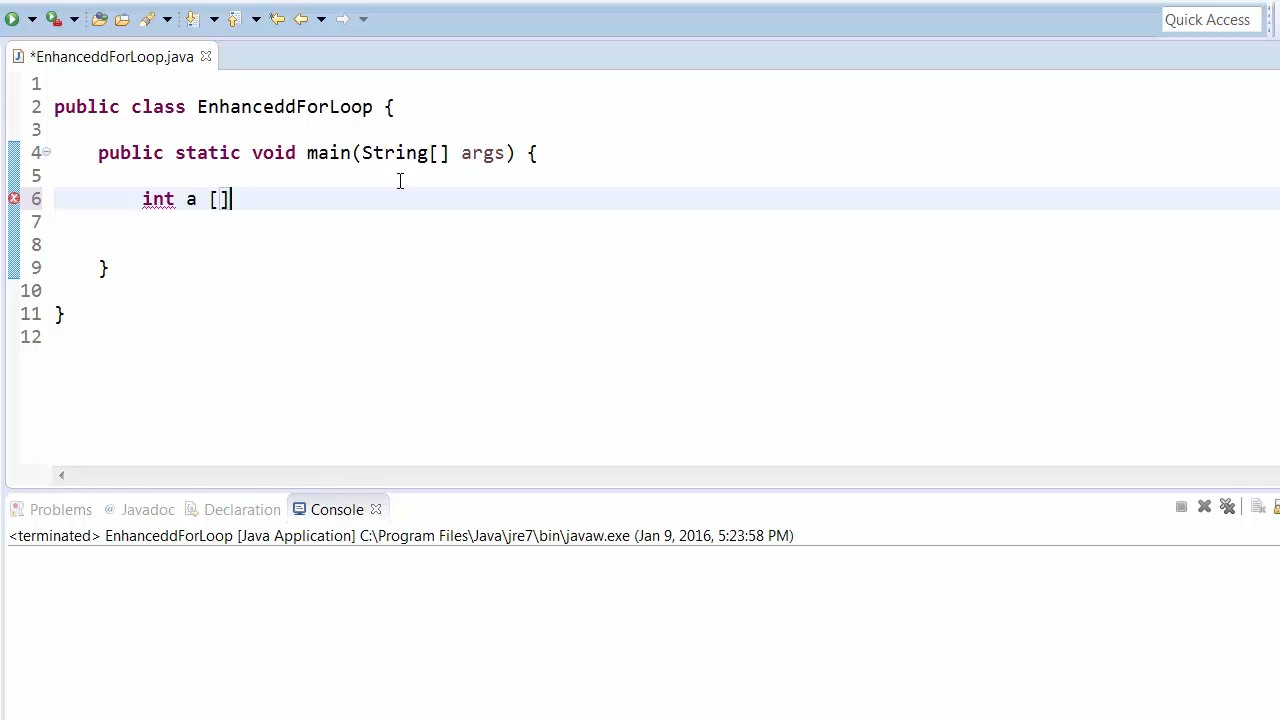 Quick Access
*EnhanceddForLoop.java
1
2 public class EnhanceddForLoop {
3
4 public static void main(String[] args) {
5
6 int a []
7
8
9 }
10
11 }
12
Problems @ Javadoc Declaration Console
<terminated> EnhanceddForLoop [Java Application] C:\Program Files\Java\jre7\bin\javaw.exe (Jan 9, 2016, 5:23:58 PM)